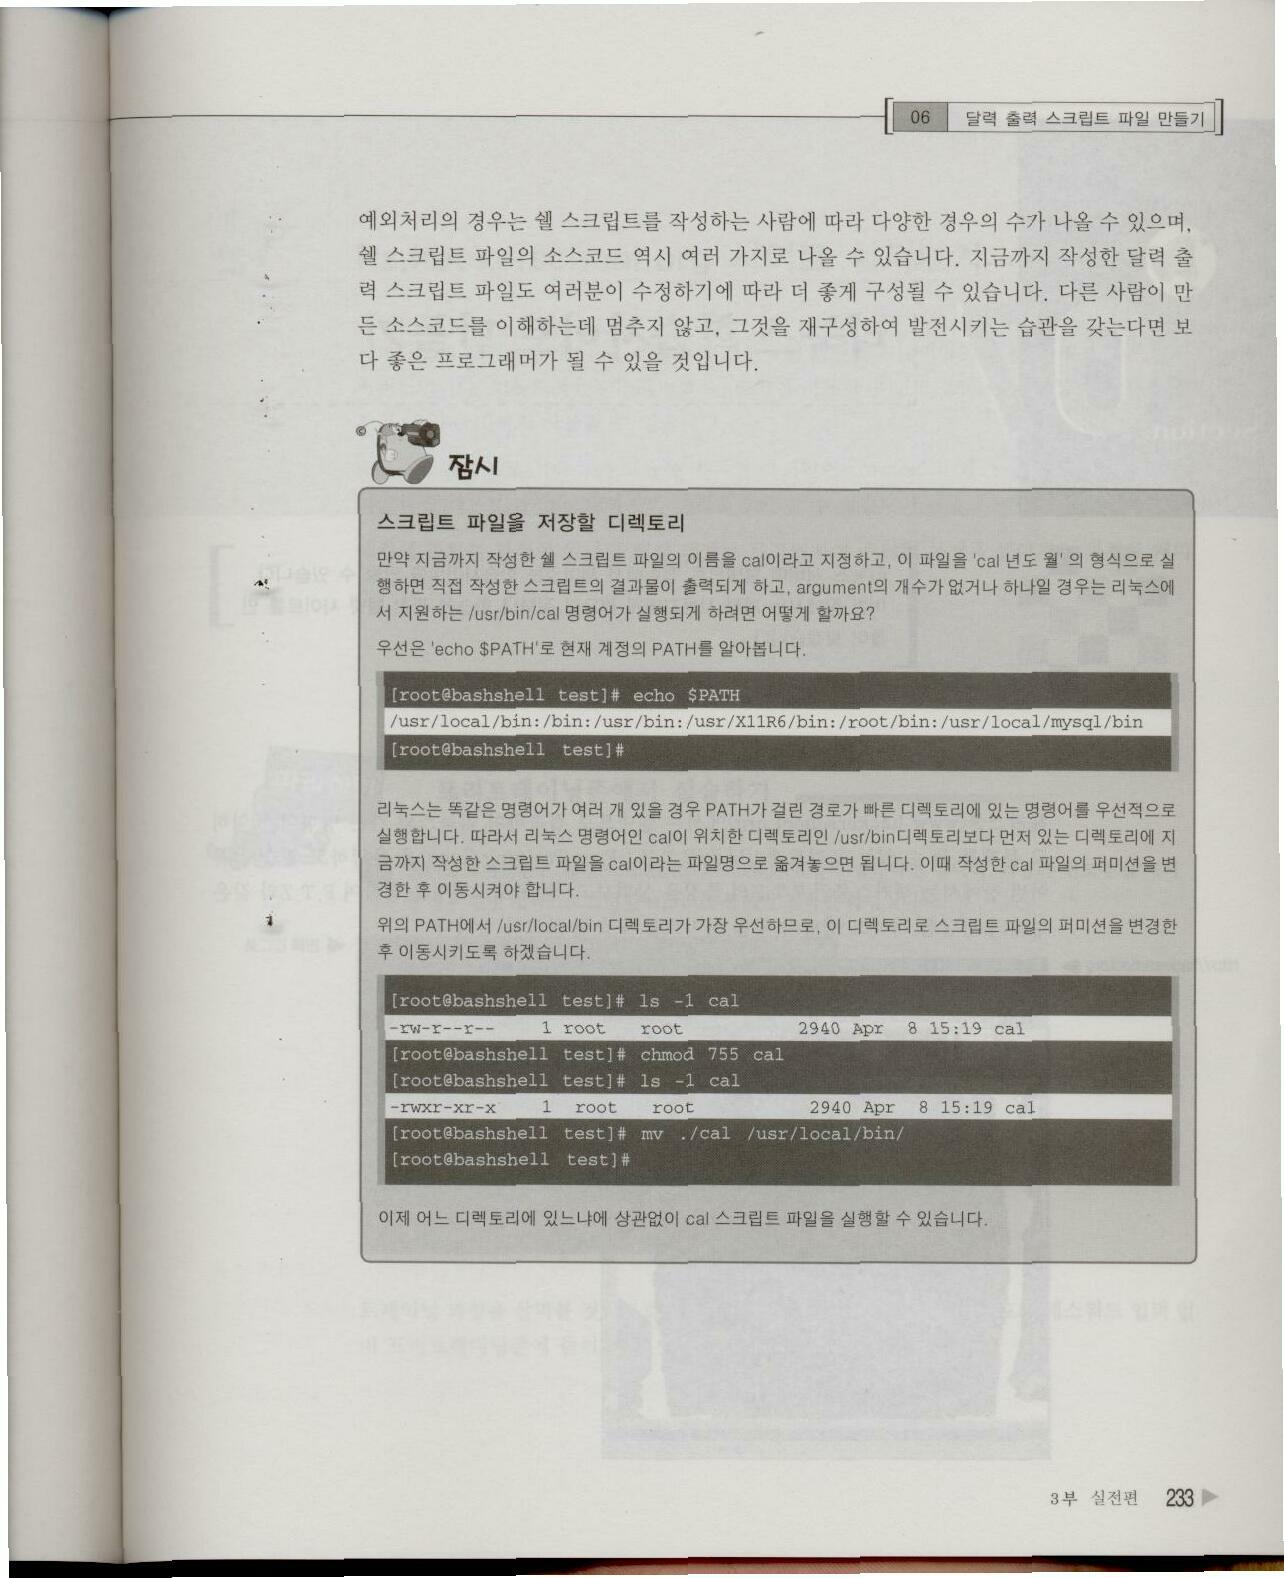 06 달력 출력 스크립트 파일 만들기
예외처리의 경우는 쉘 스크립트를 작성하는 사람에 따라 다양한 경우의 수가 나올 수 있으며,
쉘 스크립트 파일의 소스코드 역시 여러 가지로 나올 수 있습니다. 지금까지 작성한 달력 출
력 스크립트 파일도 여러분이 수정하기에 따라 더 좋게 구성될 수 있습니다. 다른 사람이 만
든 소스코드를 이해하는데 멈추지 않고, 그것을 재구성하여 발전시키는 습관을 갖는다면 보
다 좋은 프로그래머가 될 수 있을 것입니다.
잠시
스크립트 파일을 저장할 디렉토리
만약 지금까지 작성한 쉘 스크립트 파일의 이름을 cal이라고 지정하고, 이 파일을 'cal 년도 월' 의 형식으로 실
행하면 직접 작성한 스크립트의 결과물이 출력되게 하고, argument의 개수가 없거나 하나일 경우는 리눅스에
서 지원하는 /usr/bin/cal 명령어가 실행되게 하려면 어떻게 할까요?
우선은 'echo $PATH'로 현재 계정의 PATH를 알아봅니다.
[root@bashshell test]# echo $PATH
/usr/local/bin:/bin:/usr/bin:/usr/X11R6/bin:/root/bin:/usr/local/mysql/bin
[root@bashshell test]#
리눅스는 똑같은 명령어가 여러 개 있을 경우 PATH가 걸린 경로가 빠른 디렉토리에 있는 명령어를 우선적으로
실행합니다. 따라서 리눅스 명령어인 cal이 위치한 디렉토리인 /usr/bin디렉토리보다 먼저 있는 디렉토리에 지
금까지 작성한 스크립트 파일을 cal이라는 파일명으로 옮겨놓으면 됩니다. 이때 작성한 cal 파일의 퍼미션을 변
경한 후 이동시켜야 합니다.
위의 PATH에서 /usr/local/bin 디렉토리가 가장 우선하므로, 이 디렉토리로 스크립트 파일의 퍼미션을 변경한
후 이동시키도록 하겠습니다.
[root@bashshell test]# ls -l cal
-rw-r--r-- 1 root root 2940 Apr 8 15:19 cal
[root@bashshell test]# chmod 755 cal
[root@bashshell test]# ls -l cal
-rwxr-xr-x 1 root root 2940 Apr 8 15:19 cal
[root@bashshell test]# mv ./cal /usr/local/bin/
[root@bashshell test]#
이제 어느 디렉토리에 있느냐에 상관없이 cal 스크립트 파일을 실행할 수 있습니다.
3부 실전편 233